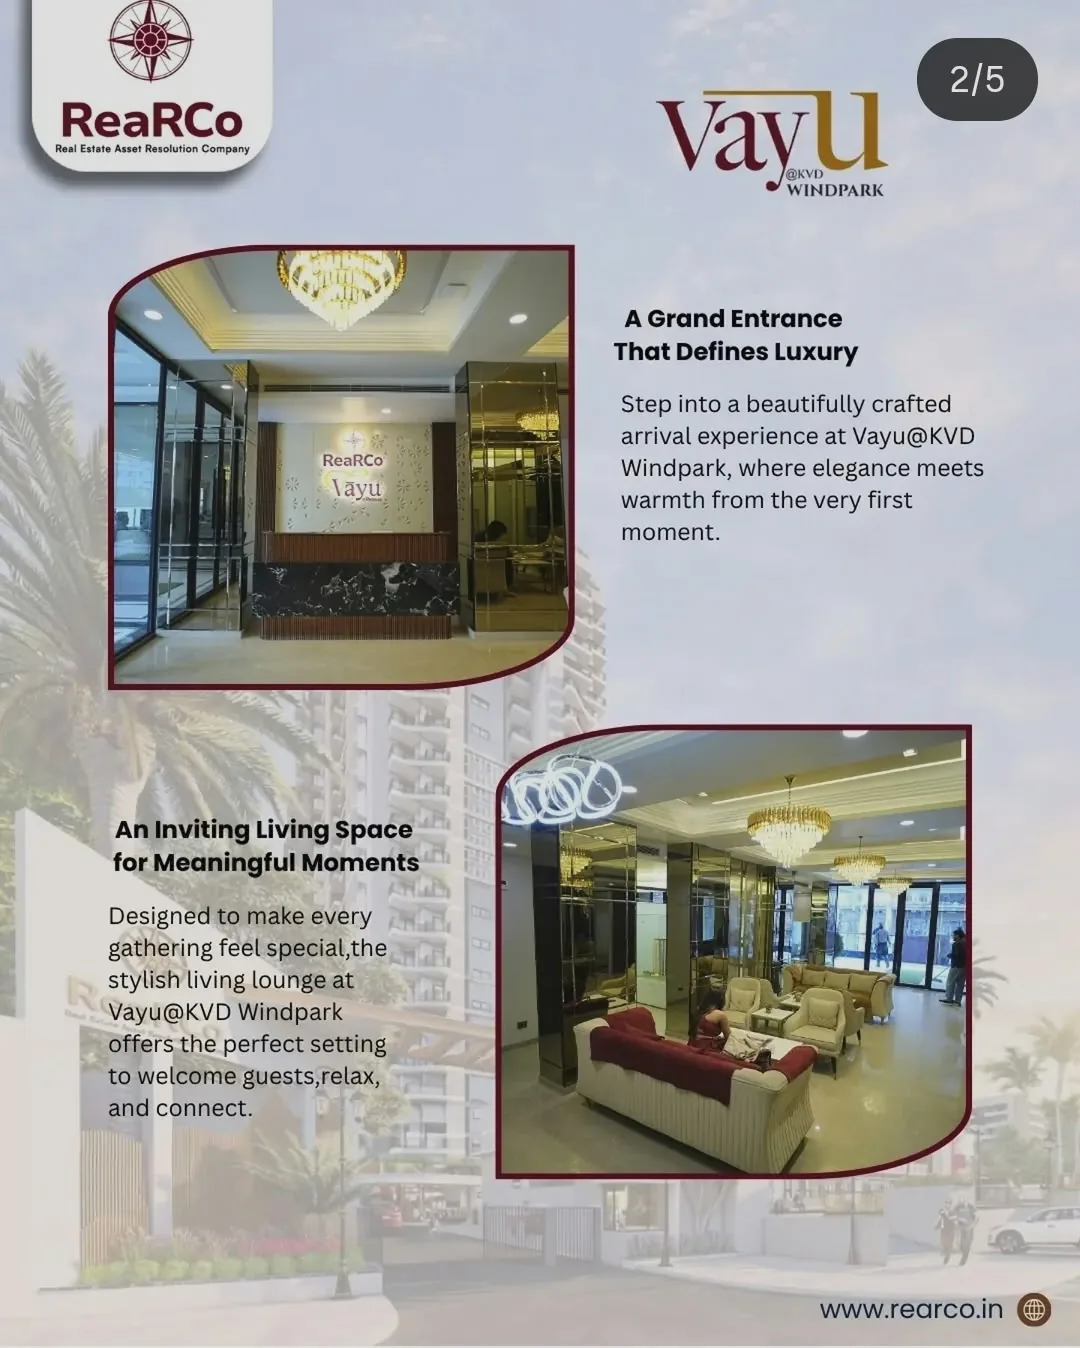 ReaRCo
Real Estate Asset Resolution Company
2/5
Vayu
@KVD
WINDPARK
ReaRCo
Vayu
A Grand Entrance
That Defines Luxury
Step into a beautifully crafted
arrival experience at Vayu@KVD
Windpark, where elegance meets
warmth from the very first
moment.
An Inviting Living Space
for Meaningful Moments
Designed to make every
gathering feel special,the
stylish living lounge at
Vayu@KVD Windpark
offers the perfect setting
to welcome guests,relax,
and connect.
www.rearco.in